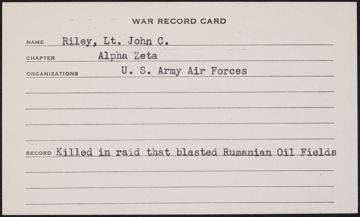 WAR RECORD CARD
NAME Riley, Lt. John C.
CHAPTER Alpha Zeta
ORGANIZATIONS U. S. Army Air Forces
RECORD Killed in raid that blasted Rumanian Oil Fields